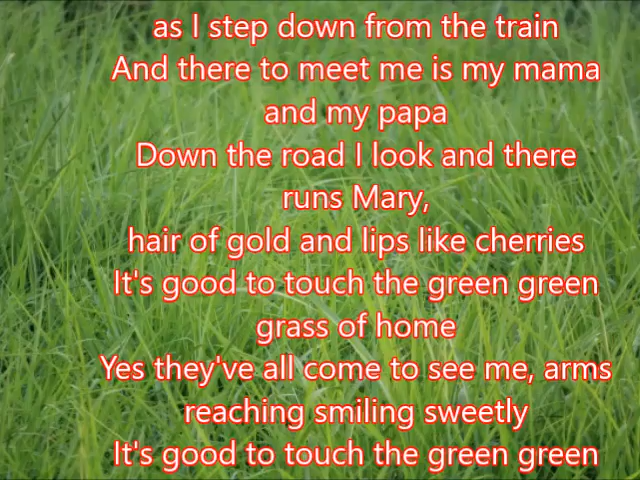 as I step down from the train
And there to meet me is my mama
and my papa
Down the road I look and there
runs Mary,
hair of gold and lips like cherries
It's good to touch the green green
grass of home
Yes they've all come to see me, arms
reaching smiling sweetly
It's good to touch the green green